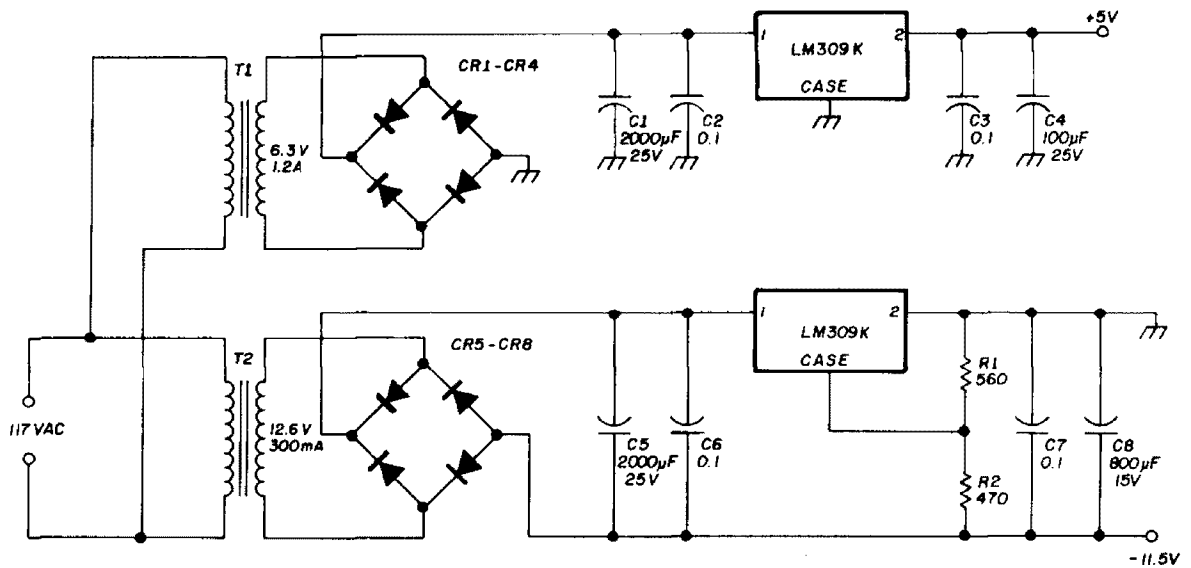 +5V
1
2
LM309K
CASE
T1
CR1-CR4
6.3V
1.2A
C1
2000µF
25V
C2
0.1
C3
0.1
C4
100µF
25V
1
2
LM309K
CASE
T2
CR5-CR8
R1
560
117VAC
12.6V
300mA
C5
2000µF
25V
C6
0.1
R2
470
C7
0.1
C8
800µF
15V
-11.5V